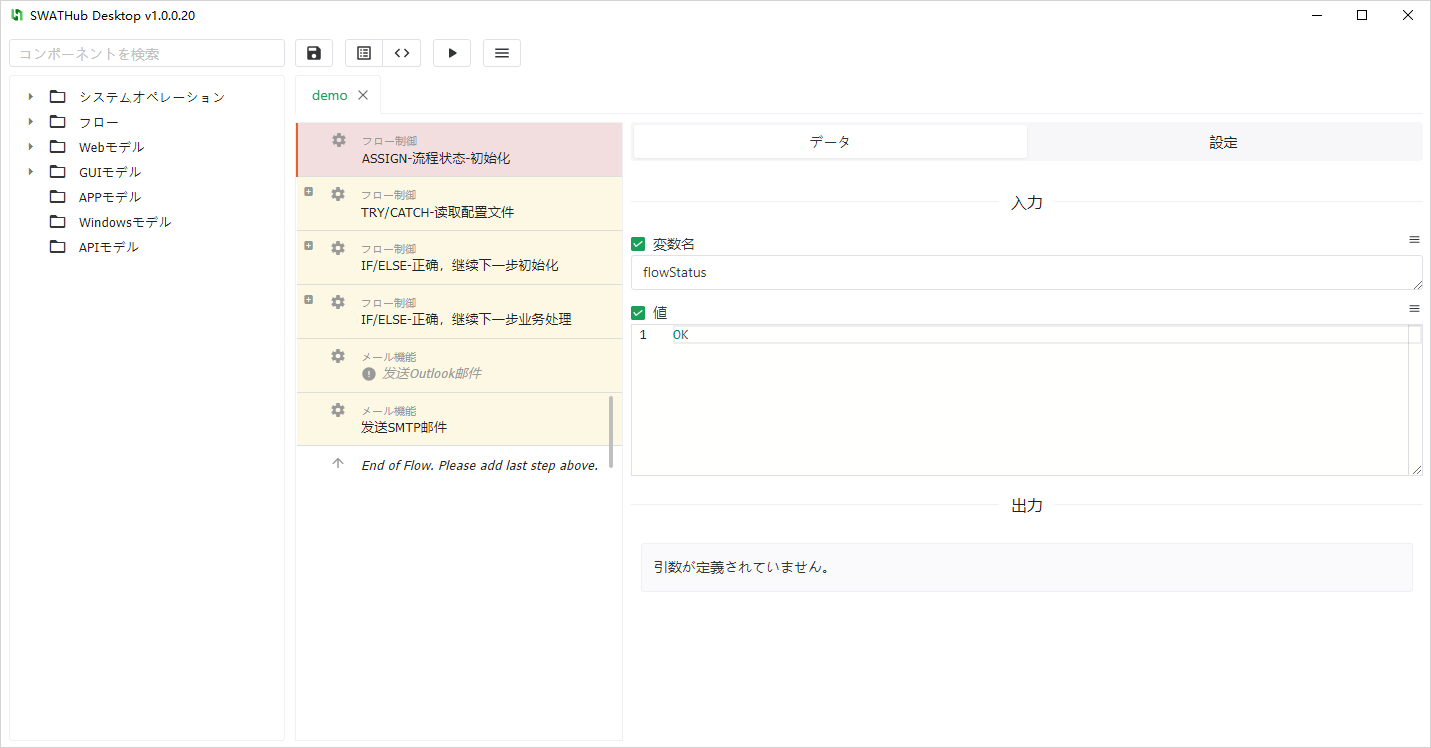 SWATHub Desktop v1.0.0.20
コンポーネントを検索
システムオペレーション
フロー
Webモデル
GUIモデル
APPモデル
Windowsモデル
APIモデル
demo
フロー制御
ASSIGN-流程状态-初始化
フロー制御
TRY/CATCH-读取配置文件
フロー制御
IF/ELSE-正确，继续下一步初始化
フロー制御
IF/ELSE-正确，继续下一步业务处理
メール機能
发送Outlook邮件
メール機能
发送SMTP邮件
End of Flow. Please add last step above.
データ
設定
入力
変数名
flowStatus
値
1 OK
出力
引数が定義されていません。